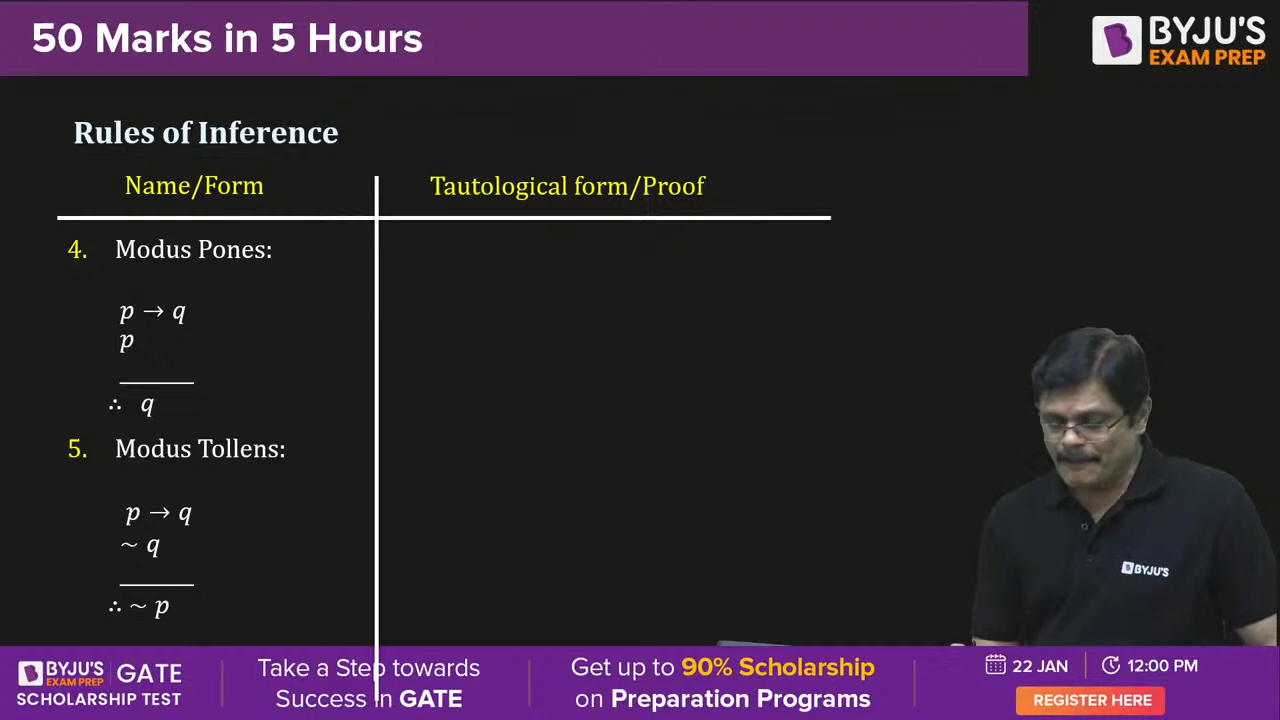 50 Marks in 5 Hours
BYJU'S
EXAM PREP
Rules of Inference
Name/Form
Tautological form/Proof
4. Modus Pones:
p → q
p
∴ q
5. Modus Tollens:
p → q
~ q
∴ ~ p
BYJU'S
BYJU'S
EXAM PREP
GATE
SCHOLARSHIP TEST
Take a Step towards
Success in GATE
Get up to 90% Scholarship
on Preparation Programs
22 JAN
12:00 PM
REGISTER HERE